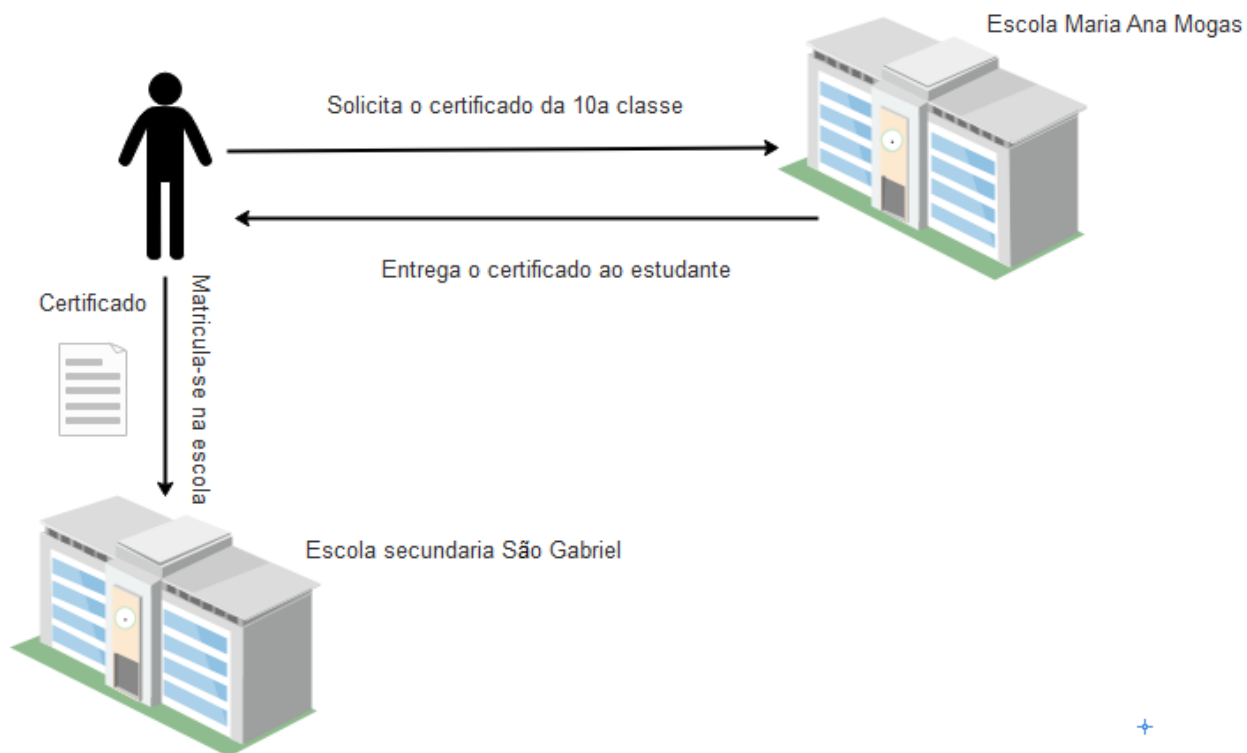 Escola Maria Ana Mogas
Solicita o certificado da 10a classe
Entrega o certificado ao estudante
Certificado
Matricula-se na escola
Escola secundaria São Gabriel